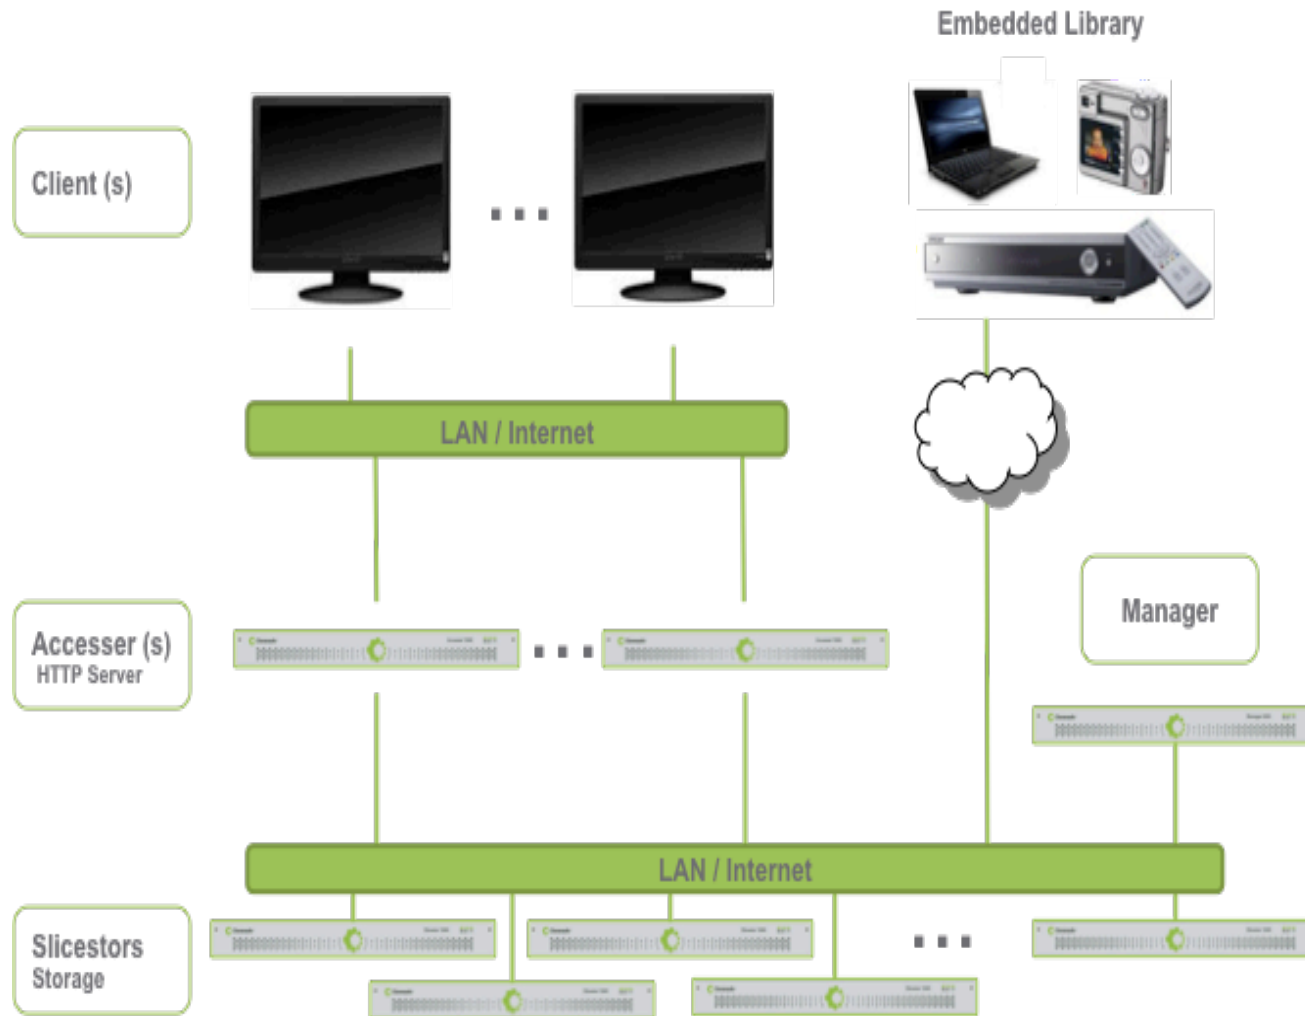 Embedded Library
Client (s)
LAN / Internet
Accesser (s)
HTTP Server
Manager
LAN / Internet
Slicestors
Storage